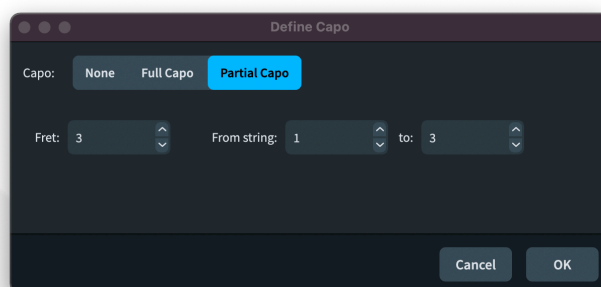 Define Capo
Capo: None Full Capo Partial Capo
Fret: 3 From string: 1 to: 3
Cancel OK